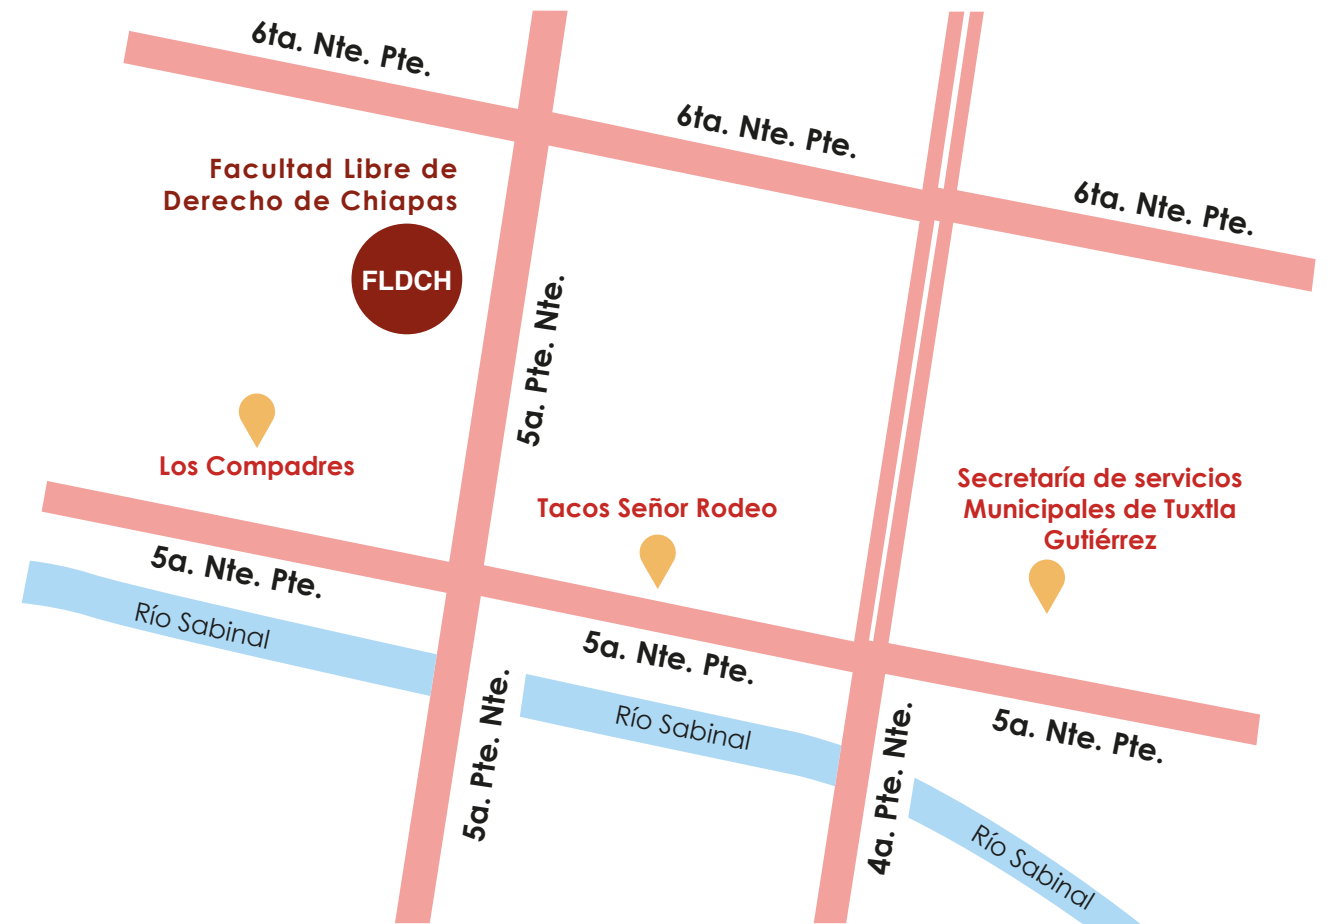 6ta. Nte. Pte.
6ta. Nte. Pte.
6ta. Nte. Pte.
Facultad Libre de
Derecho de Chiapas
FLDCH
5a. Pte. Nte.
Los Compadres
Tacos Señor Rodeo
Secretaría de servicios
Municipales de Tuxtla
Gutiérrez
5a. Nte. Pte.
Río Sabinal
5a. Nte. Pte.
5a. Pte. Nte.
Río Sabinal
4a. Pte. Nte.
5a. Nte. Pte.
Río Sabinal